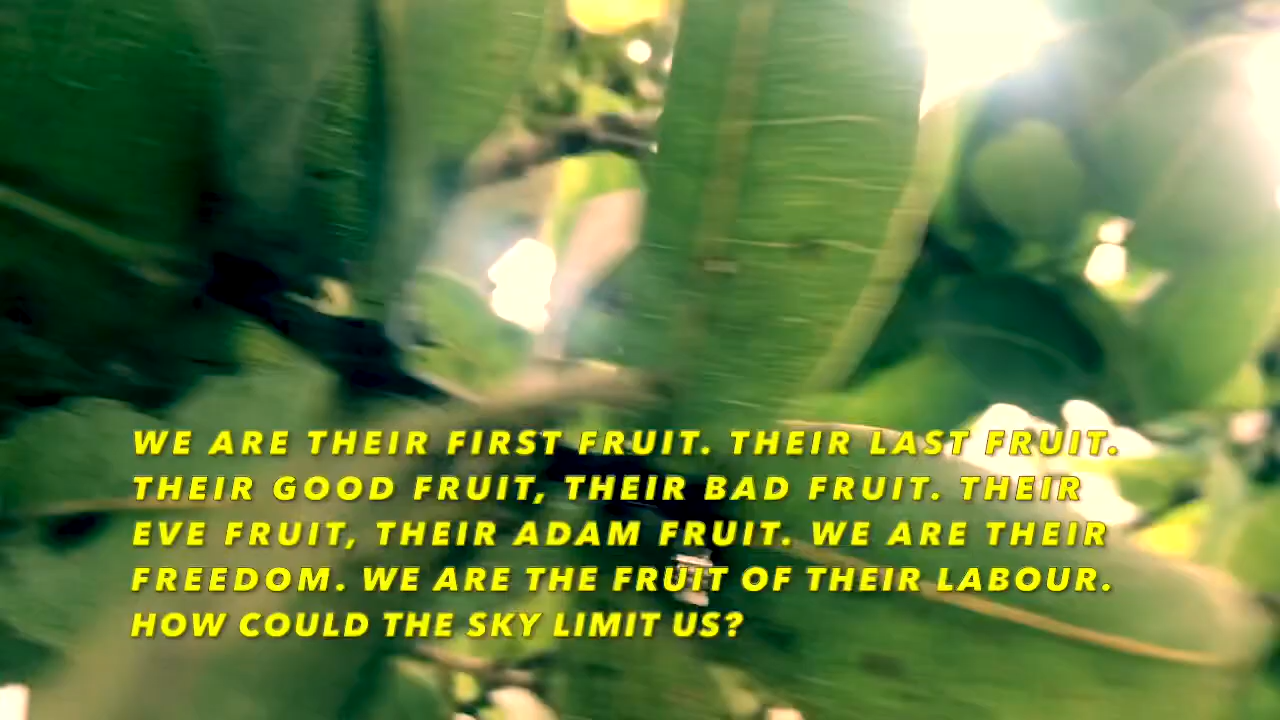 WE ARE THEIR FIRST FRUIT. THEIR LAST FRUIT.
THEIR GOOD FRUIT, THEIR BAD FRUIT. THEIR
EVE FRUIT, THEIR ADAM FRUIT. WE ARE THEIR
FREEDOM. WE ARE THE FRUIT OF THEIR LABOUR.
HOW COULD THE SKY LIMIT US?